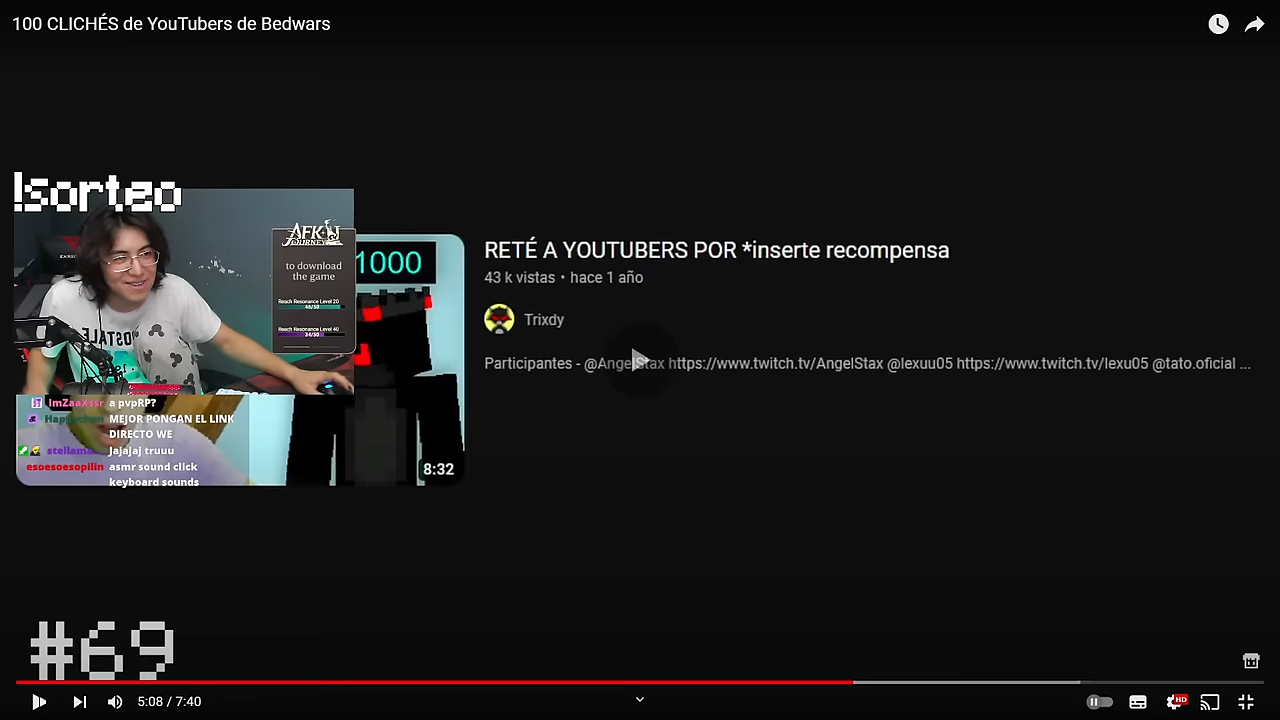 100 CLICHÉS de YouTubers de Bedwars
!sorteo
AFK
JOURNEY
to download
the game
Reach Resonance Level 20
Reach Resonance Level 40
1000
RETÉ A YOUTUBERS POR *inserte recompensa
43 k vistas • hace 1 año
Trixdy
Participantes - @AngelStax https://www.twitch.tv/AngelStax @lexuu05 https://www.twitch.tv/lexu05 @tato.oficial ...
a pvpRP?
MEJOR PONGAN EL LINK
DIRECTO WE
Jajajaj truuu
esoesoesopilin asmr sound click
keyboard sounds
8:32
#69
5:08 / 7:40
HD